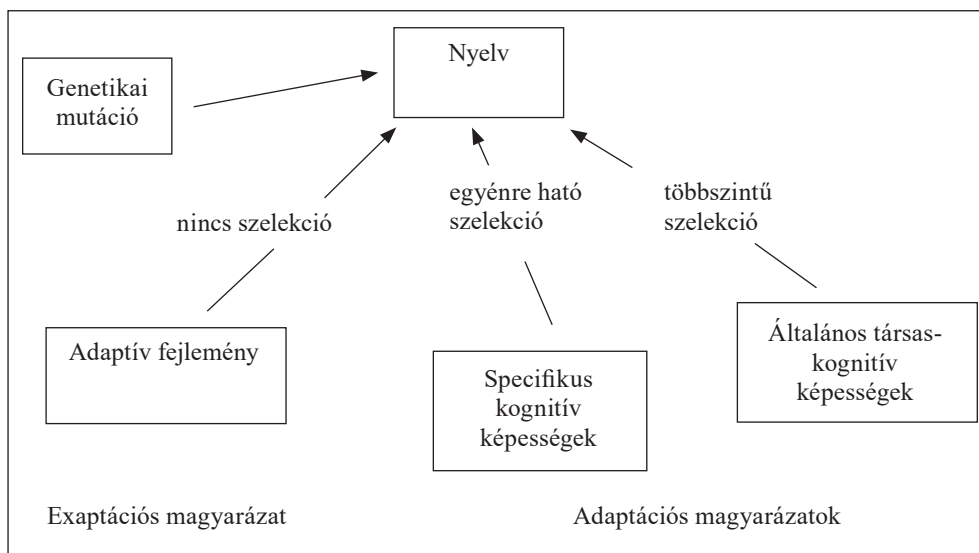 Nyelv
Genetikai
mutáció
nincs szelekció
egyénre ható
szelekció
többszintű
szelekció
Adaptív fejlemény
Specifikus
kognitív
képességek
Általános társas-
kognitív
képességek
Exaptációs magyarázat
Adaptációs magyarázatok